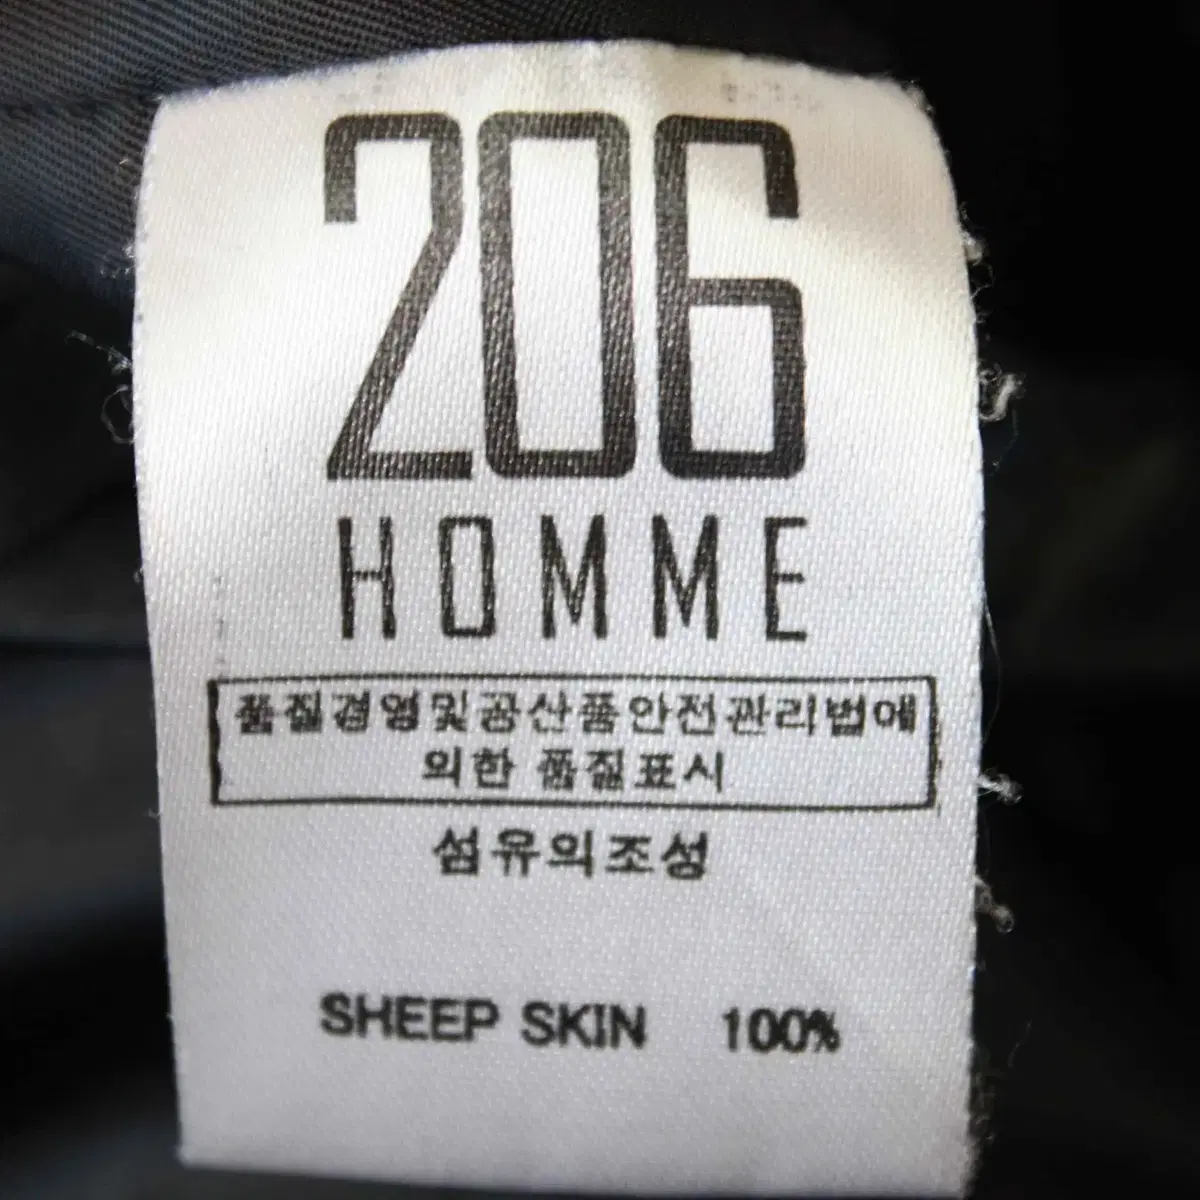 206
HOMME
품질경영및공산품안전관리법에
의한 품질표시
섬유의조성
SHEEP SKIN 100%